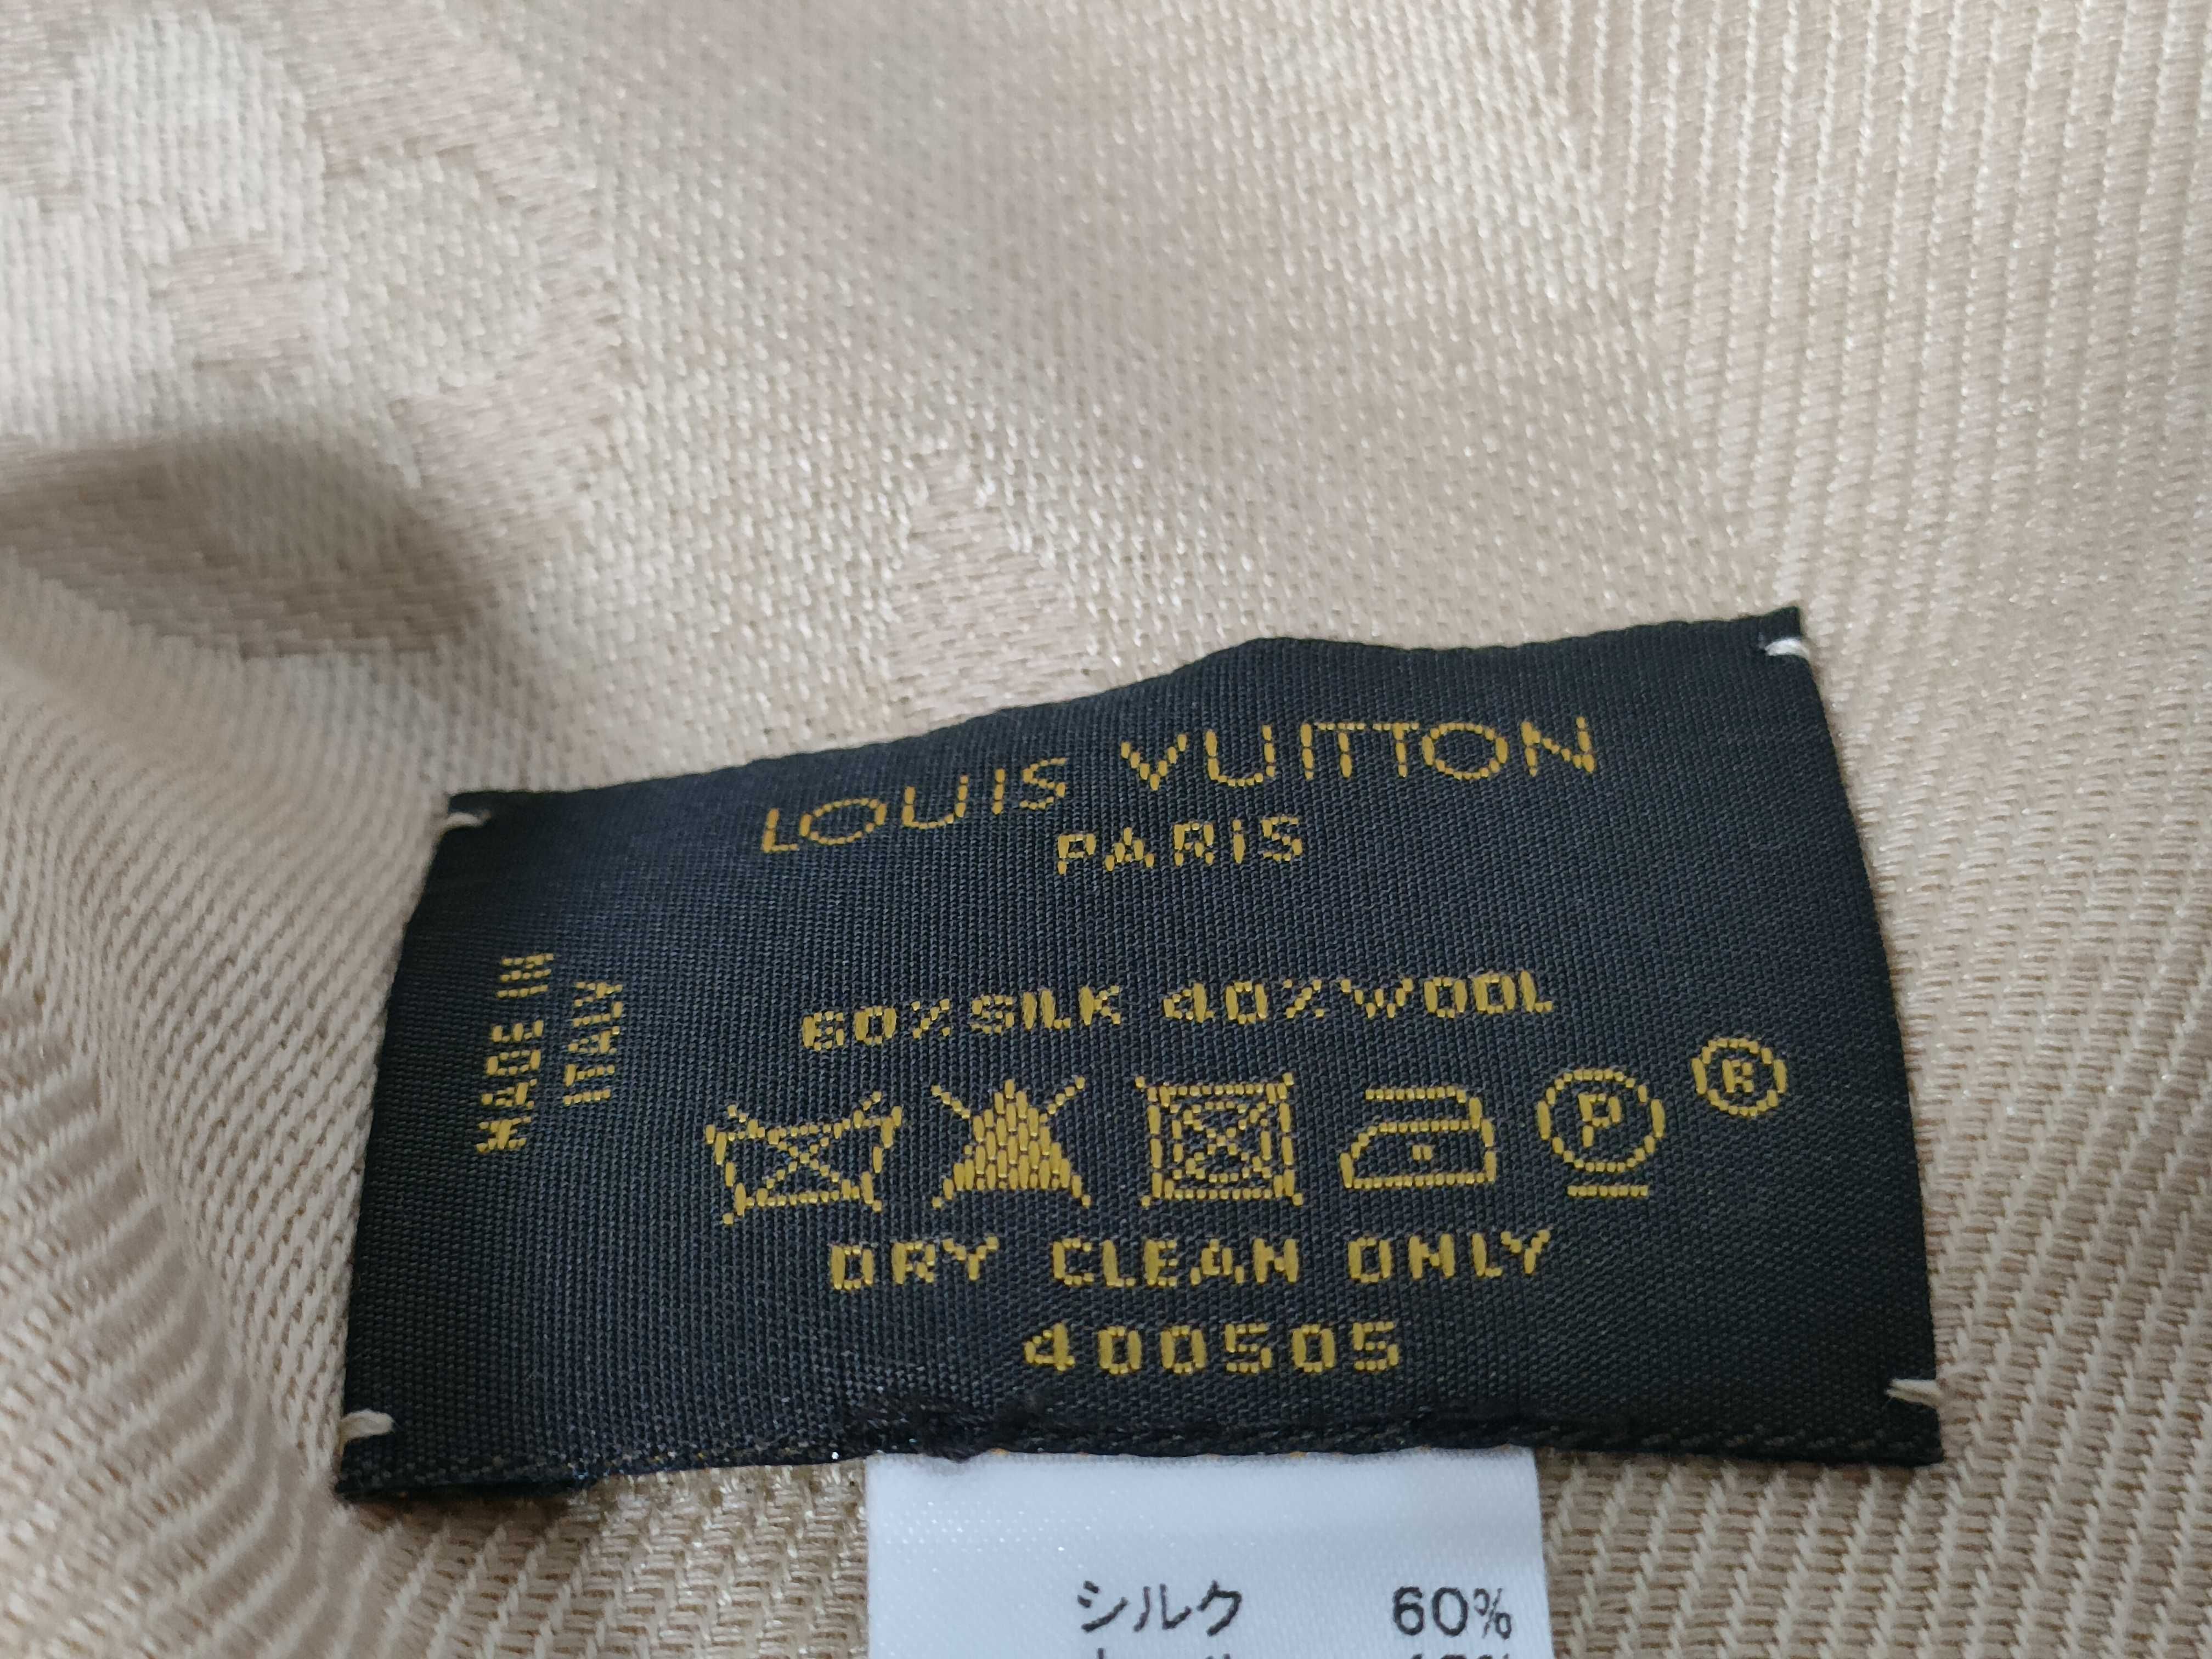 LOUIS VUITTON
PARIS
MADE IN
ITALY
60% SILK 40% WOOL
P
®
DRY CLEAN ONLY
400505
シルク 60%